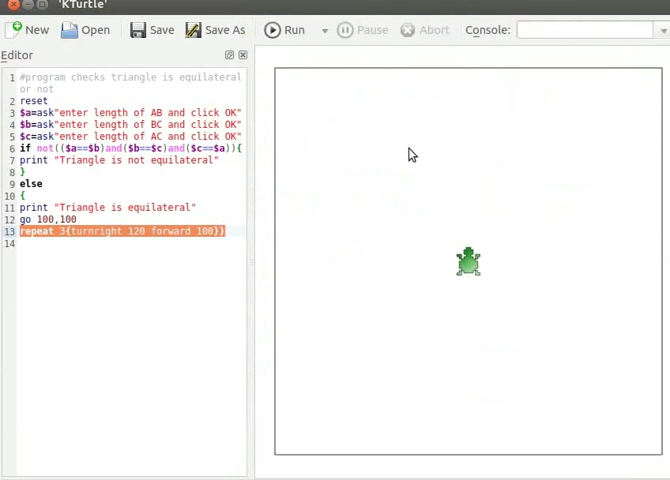 'KTurtle'
New Open Save Save As Run Pause Abort Console:
Editor
1 #program checks triangle is equilateral
or not
2 reset
3 $a=ask"enter length of AB and click OK"
4 $b=ask"enter length of BC and click OK"
5 $c=ask"enter length of AC and click OK"
6 if not(($a==$b)and($b==$c)and($c==$a)){
7 print "Triangle is not equilateral"
8 }
9 else
10 {
11 print "Triangle is equilateral"
12 go 100,100
13 repeat 3{turnright 120 forward 100}}
14